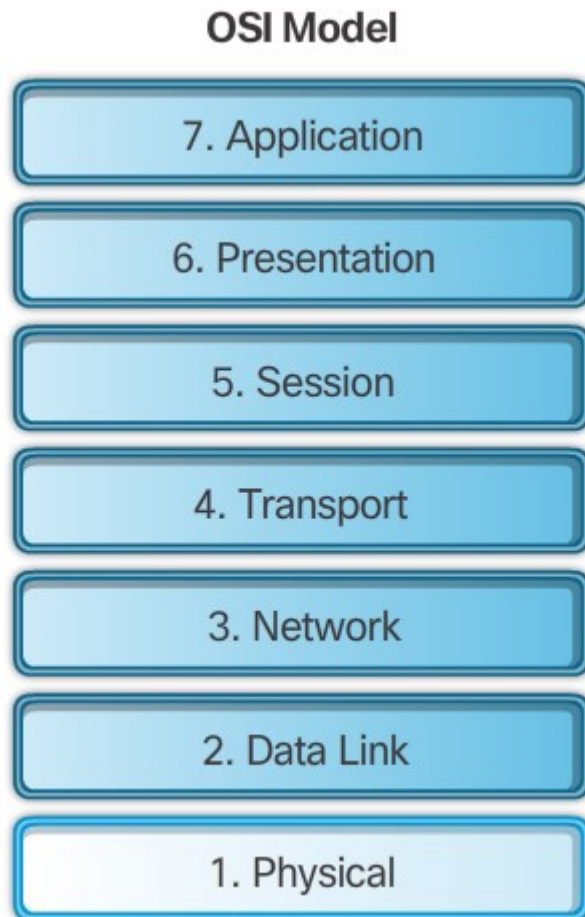 OSI Model
7. Application
6. Presentation
5. Session
4. Transport
3. Network
2. Data Link
1. Physical